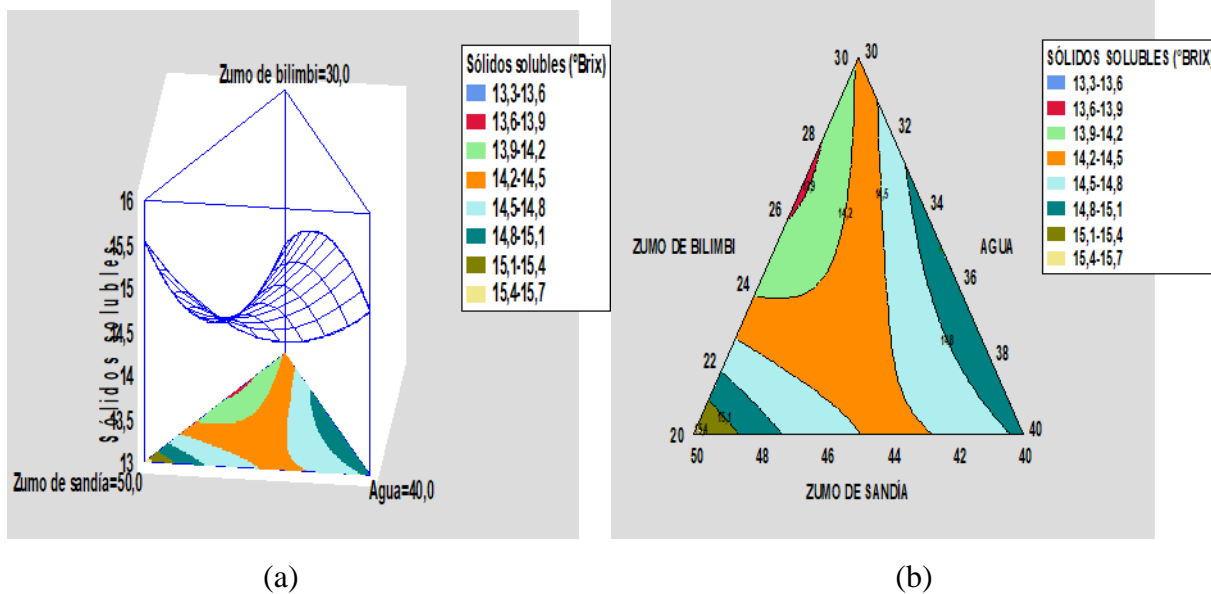 Zumo de bilimbi=30,0
Sólidos solubles
16
15,5
15
14,5
14
13,5
13
Zumo de sandía=50,0
Agua=40,0
Sólidos solubles (°Brix)
13,3-13,6
13,6-13,9
13,9-14,2
14,2-14,5
14,5-14,8
14,8-15,1
15,1-15,4
15,4-15,7
(a)
30 30
28 32
26 34
24 36
22 38
20 40
ZUMO DE BILIMBI
AGUA
14,2
14,5
14,8
15,1
50 48 46 44 42 40
ZUMO DE SANDÍA
SÓLIDOS SOLUBLES (°BRIX)
13,3-13,6
13,6-13,9
13,9-14,2
14,2-14,5
14,5-14,8
14,8-15,1
15,1-15,4
15,4-15,7
(b)